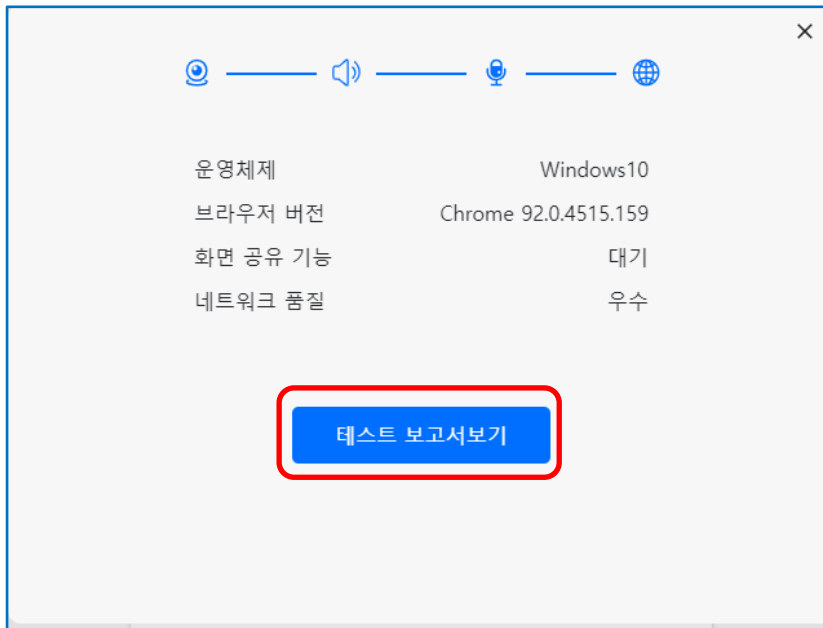 운영체제 Windows10
브라우저 버전 Chrome 92.0.4515.159
화면 공유 기능 대기
네트워크 품질 우수
테스트 보고서보기